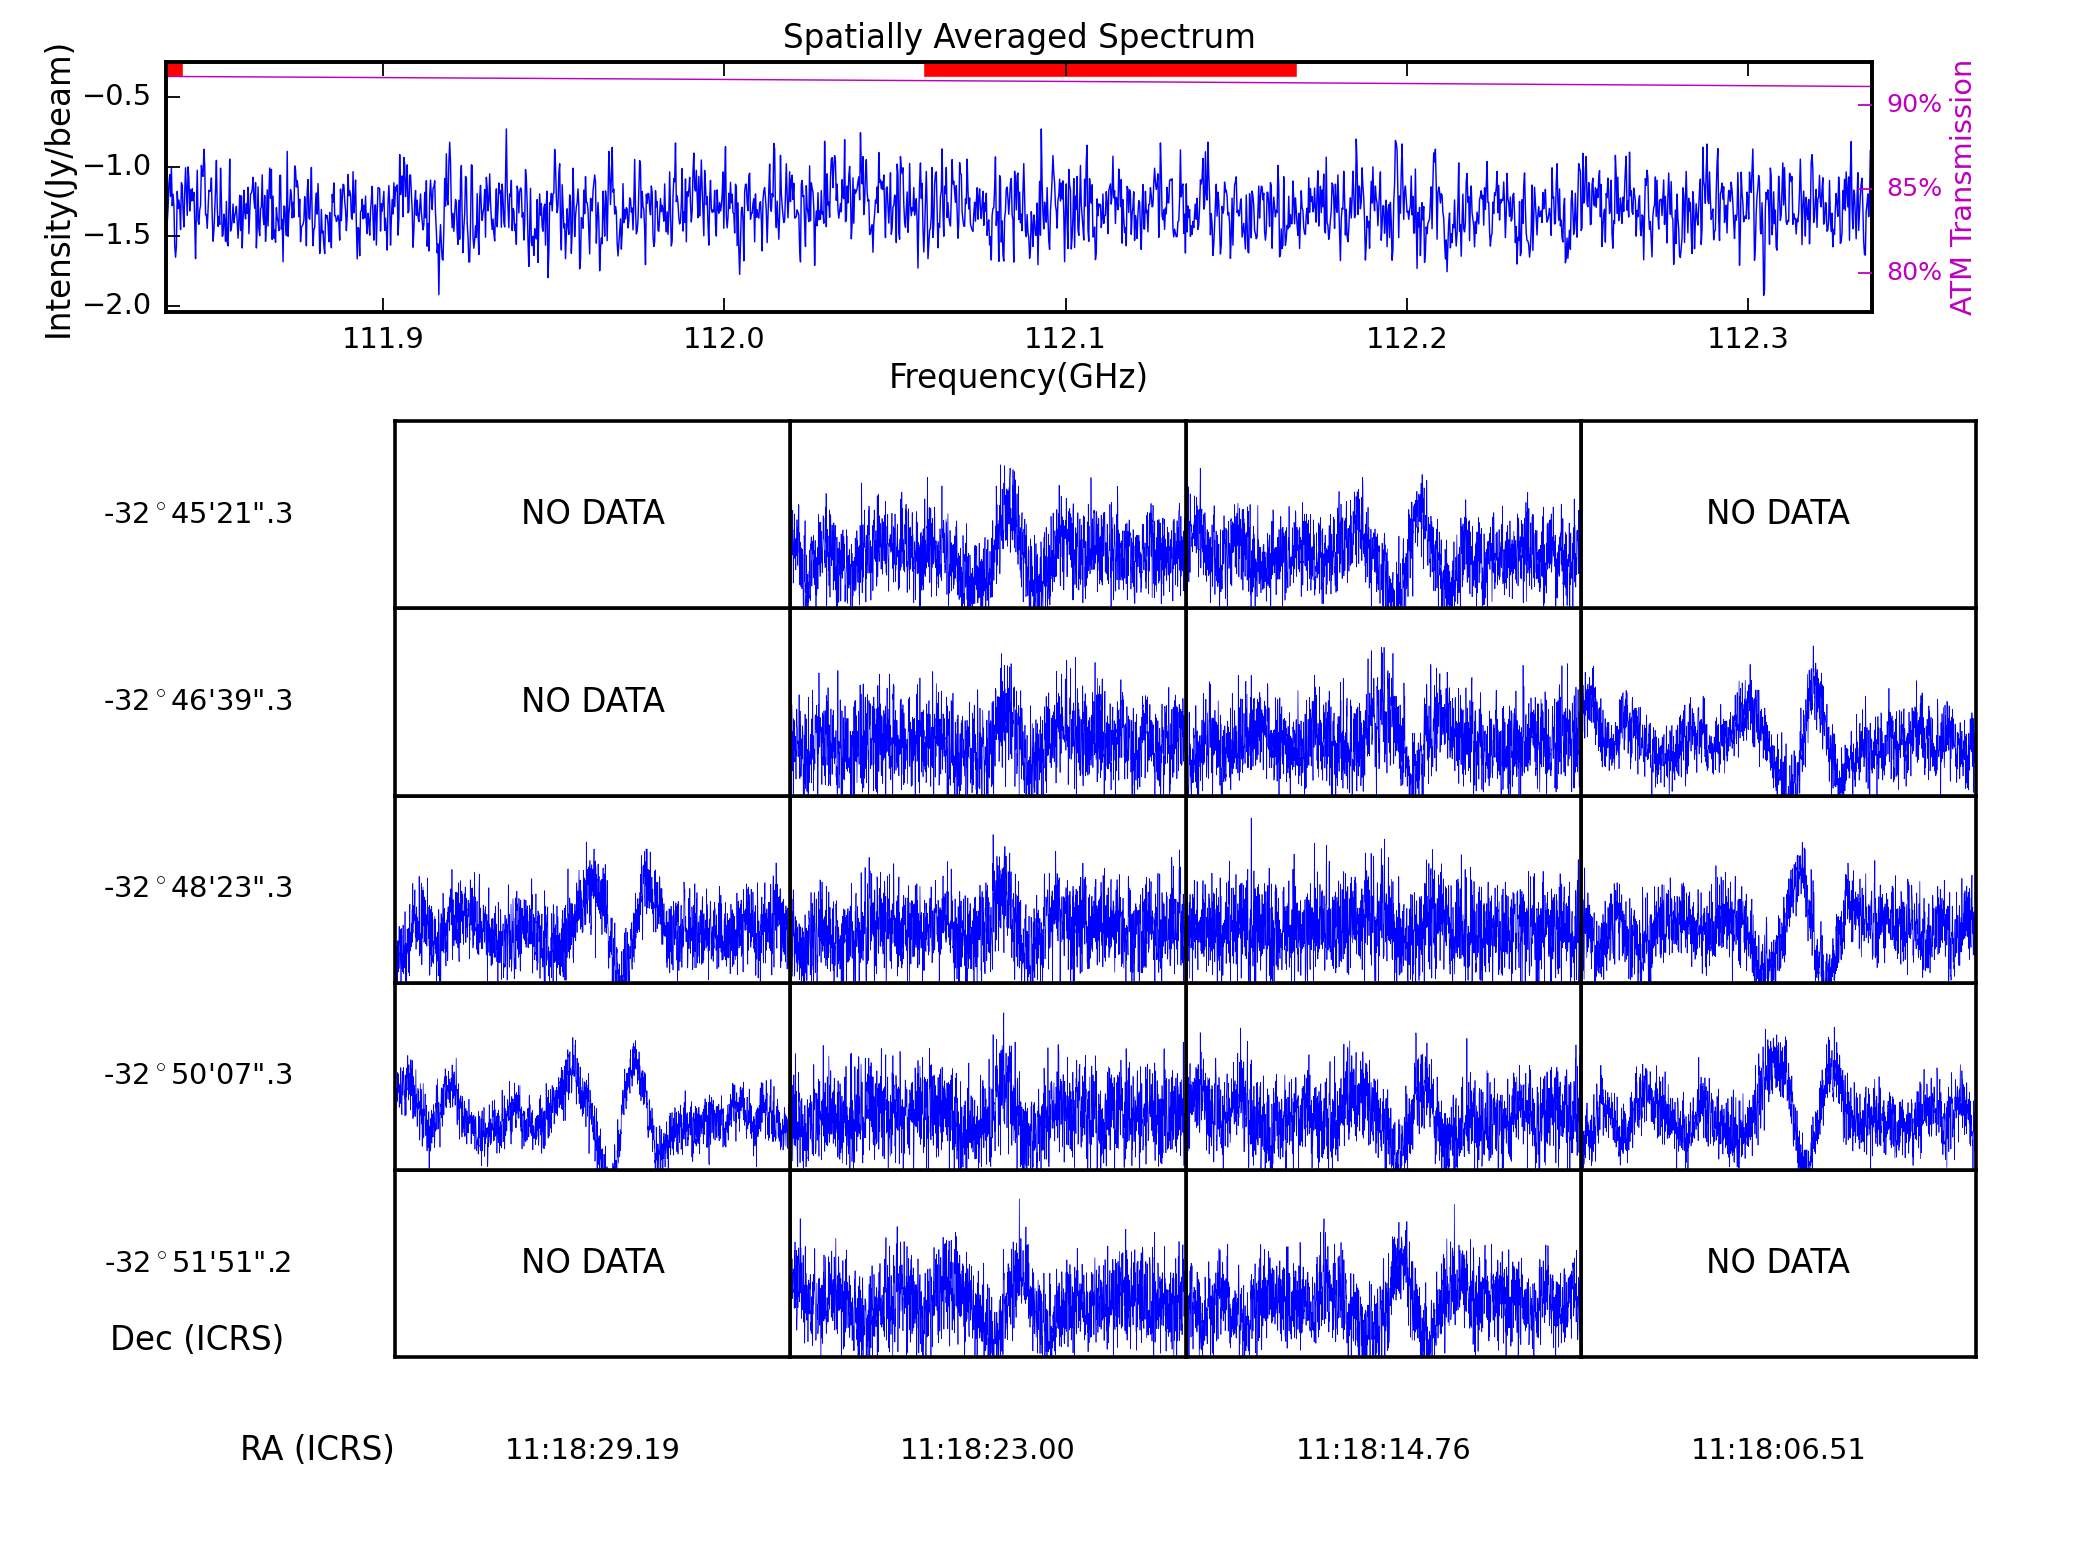 Spatially Averaged Spectrum
Intensity(Jy/beam)
−0.5
−1.0
−1.5
−2.0
90%
85%
80%
ATM Transmission
111.9 112.0 112.1 112.2 112.3
Frequency(GHz)
-32°45'21".3 NO DATA NO DATA
-32°46'39".3 NO DATA
-32°48'23".3
-32°50'07".3
-32°51'51".2 NO DATA NO DATA
Dec (ICRS)
RA (ICRS) 11:18:29.19 11:18:23.00 11:18:14.76 11:18:06.51